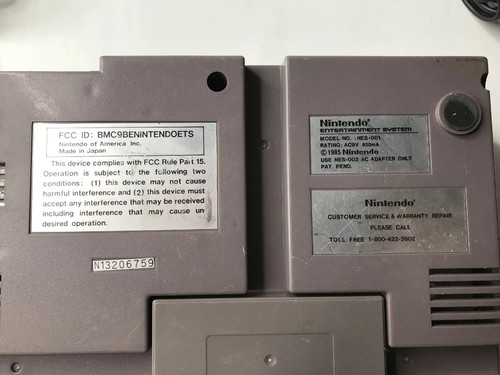 FCC ID: BMC9BENINTENDOETS
Nintendo of America Inc.
Made in Japan
This device complies with FCC Rule Part 15.
Operation is subject to the following two
conditions: (1) this device may not cause
harmful interference and (2) this device must
accept any interference that may be received
including interference that may cause un
desired operation.
N13206759
Nintendo®
ENTERTAINMENT SYSTEM
MODEL NO.: NES-001
RATING: AC9V 850mA
©1985 Nintendo
USE NES-002 AC ADAPTER ONLY
PAT. PEND.
Nintendo®
CUSTOMER SERVICE & WARRANTY REPAIR
PLEASE CALL
TOLL FREE 1-800-422-2602